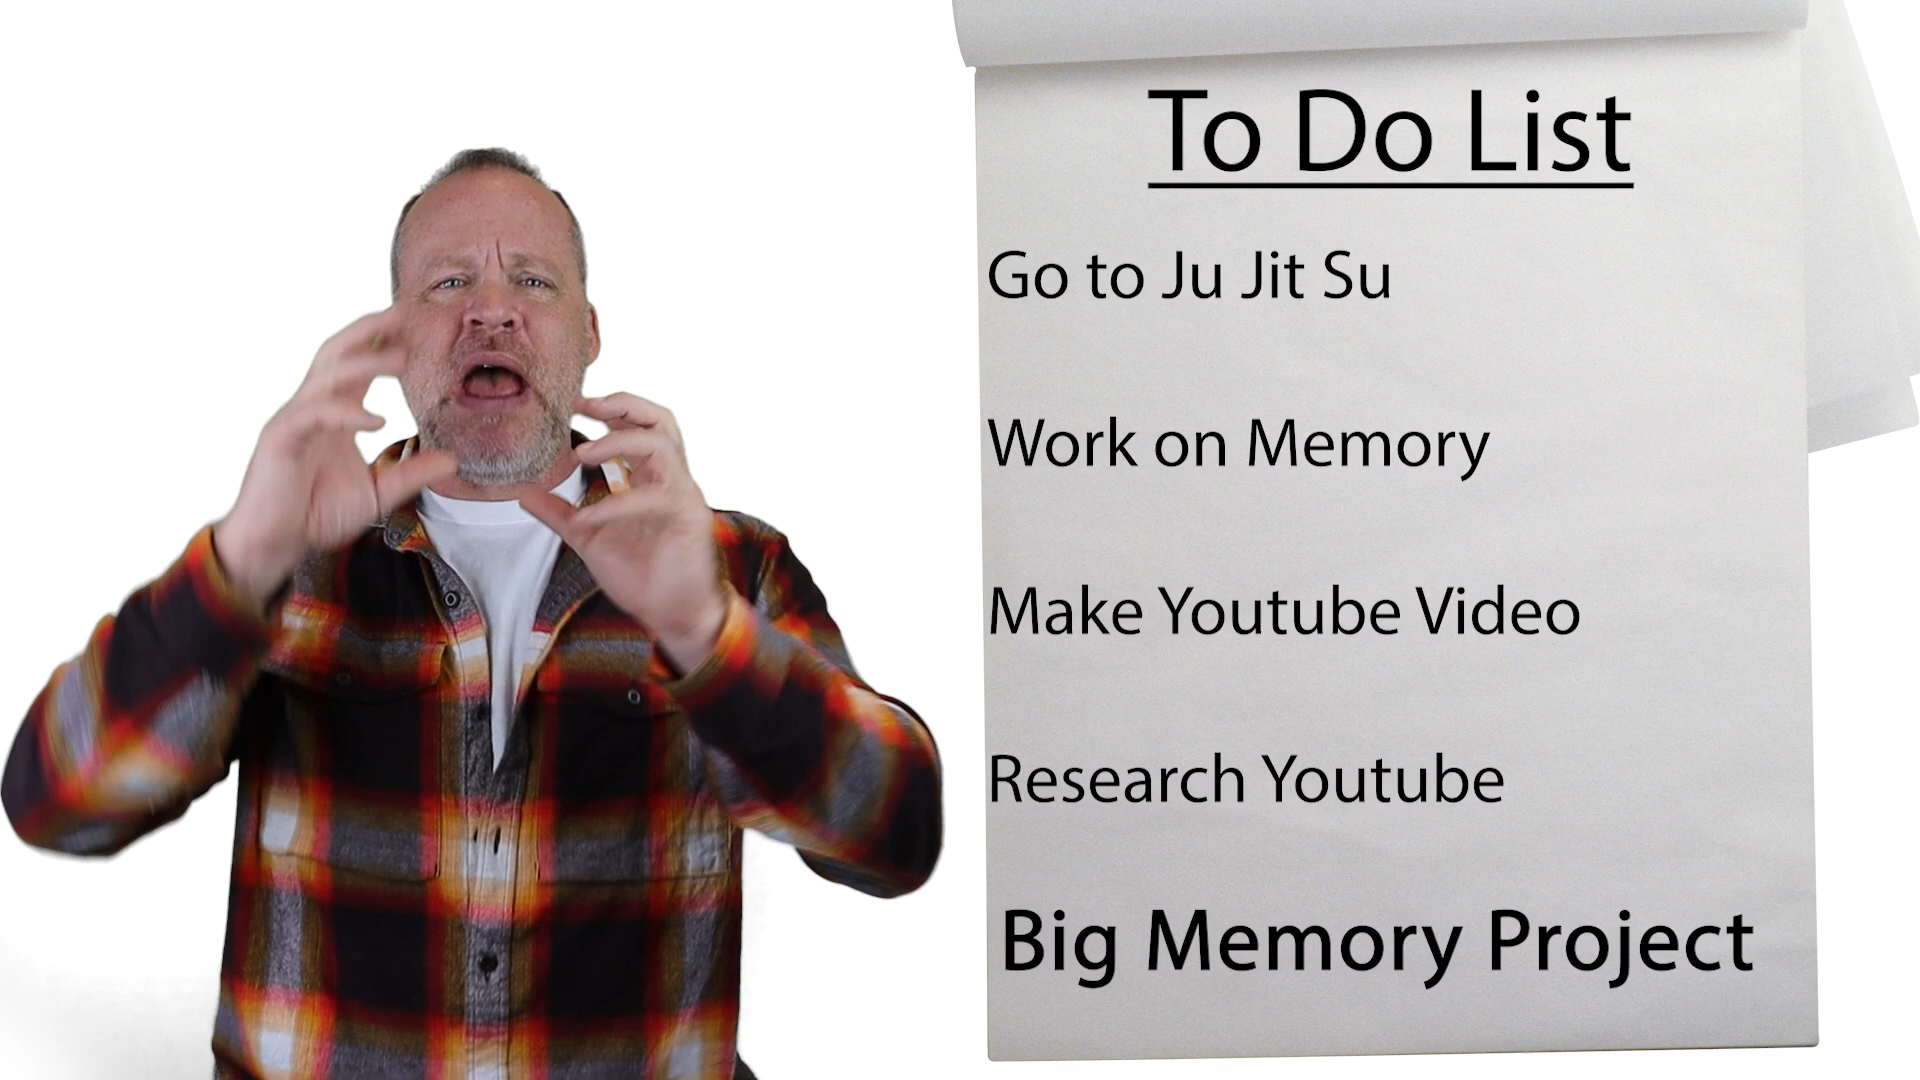 To Do List
Go to Ju Jit Su
Work on Memory
Make Youtube Video
Research Youtube
Big Memory Project